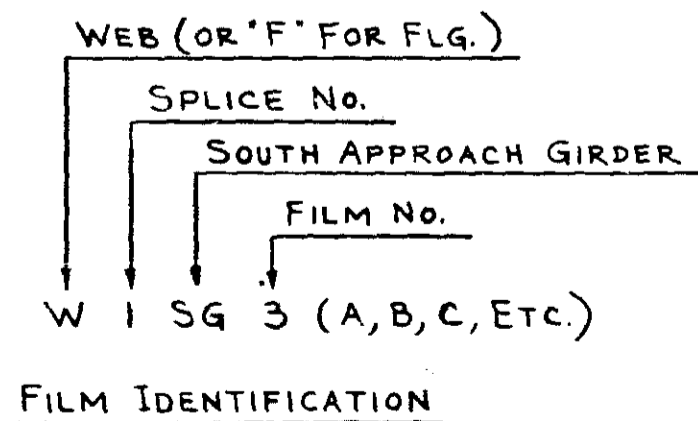 WEB (OR "F" FOR FLG.)
SPLICE NO.
SOUTH APPROACH GIRDER
FILM NO.
W 1 SG 3 (A, B, C, ETC.)
FILM IDENTIFICATION